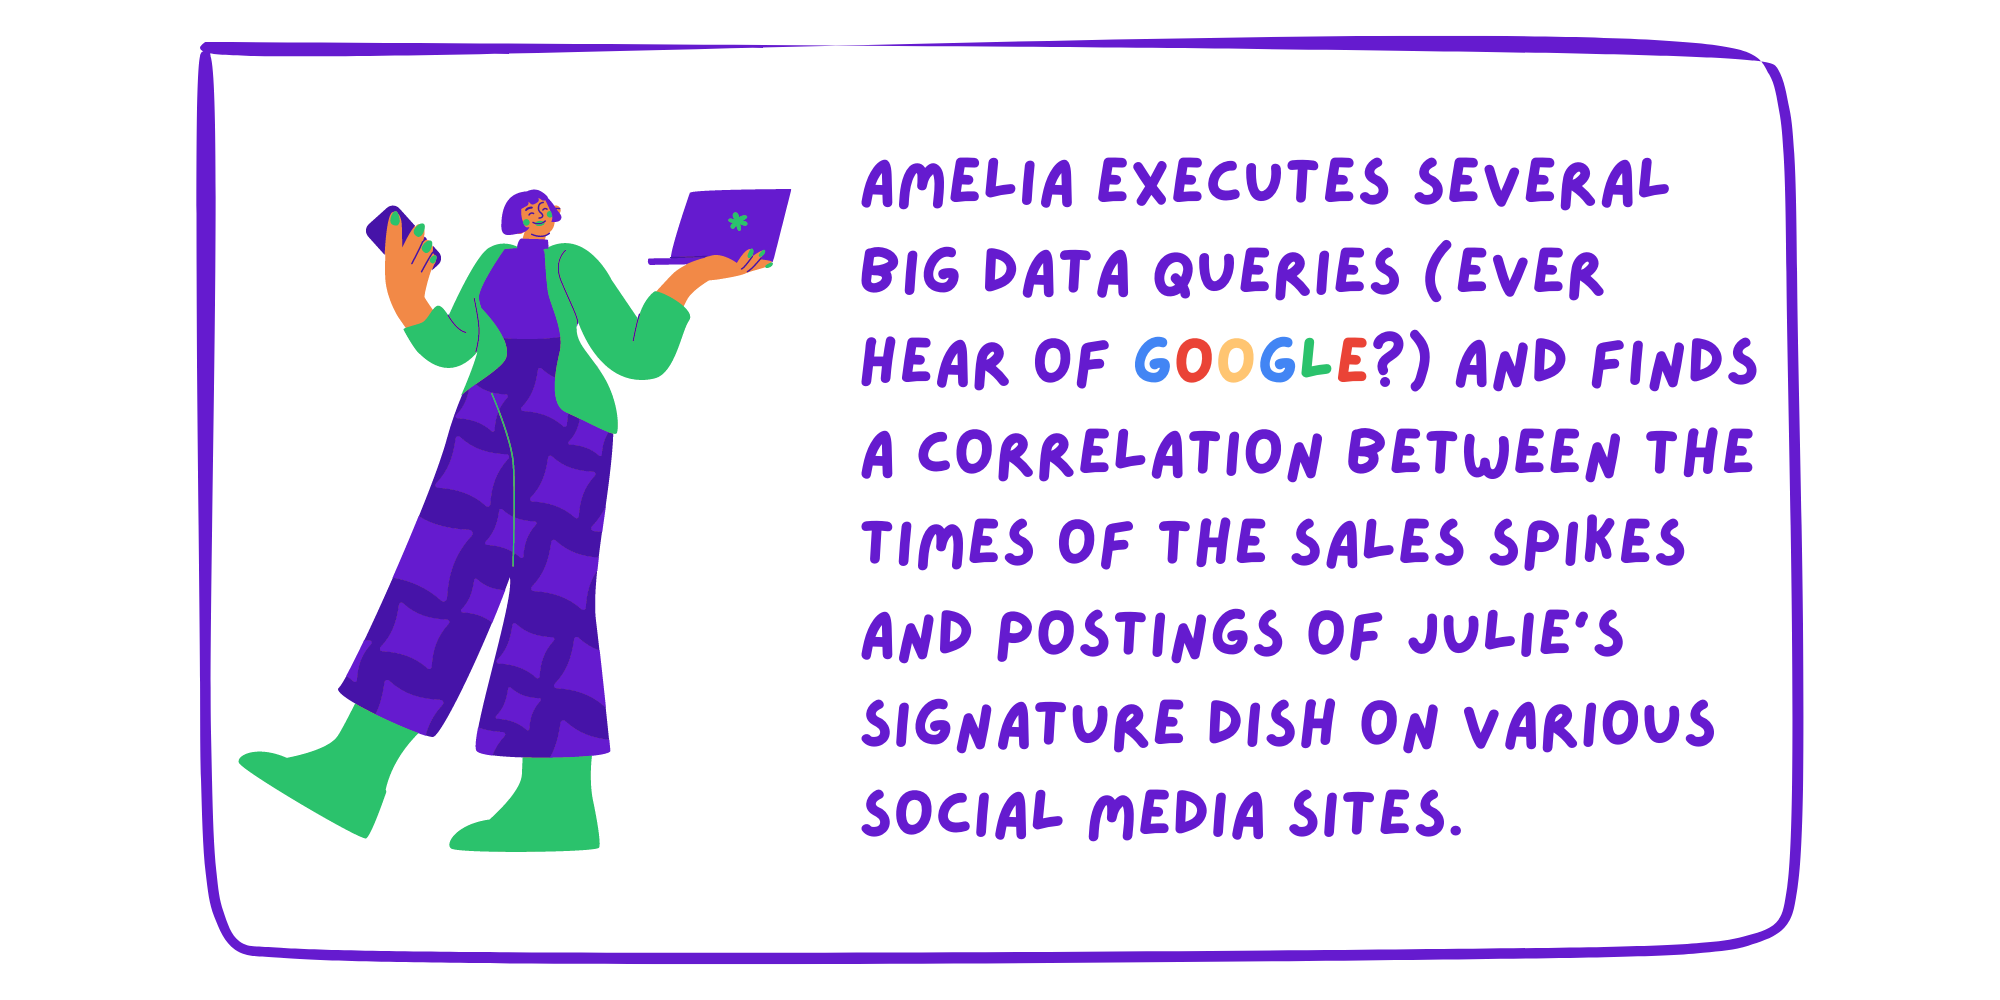 AMELIA EXECUTES SEVERAL
BIG DATA QUERIES (EVER
HEAR OF GOOGLE?) AND FINDS
A CORRELATION BETWEEN THE
TIMES OF THE SALES SPIKES
AND POSTINGS OF JULIE'S
SIGNATURE DISH ON VARIOUS
SOCIAL MEDIA SITES.